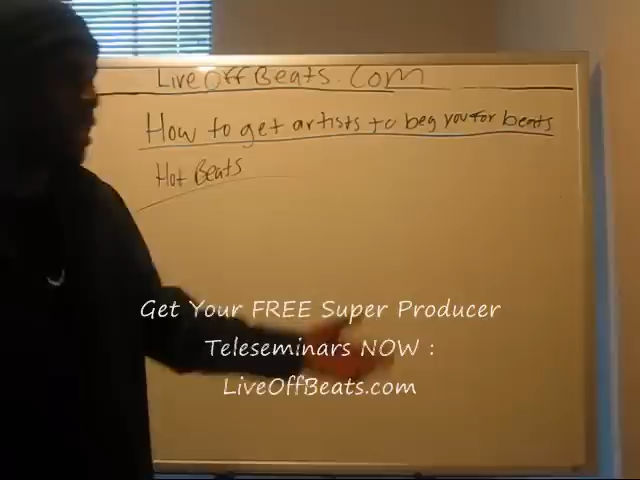 LiveOffBeats.Com
How to get artists to beg you for beats
Hot Beats
Get Your FREE Super Producer
Teleseminars NOW :
LiveOffBeats.com